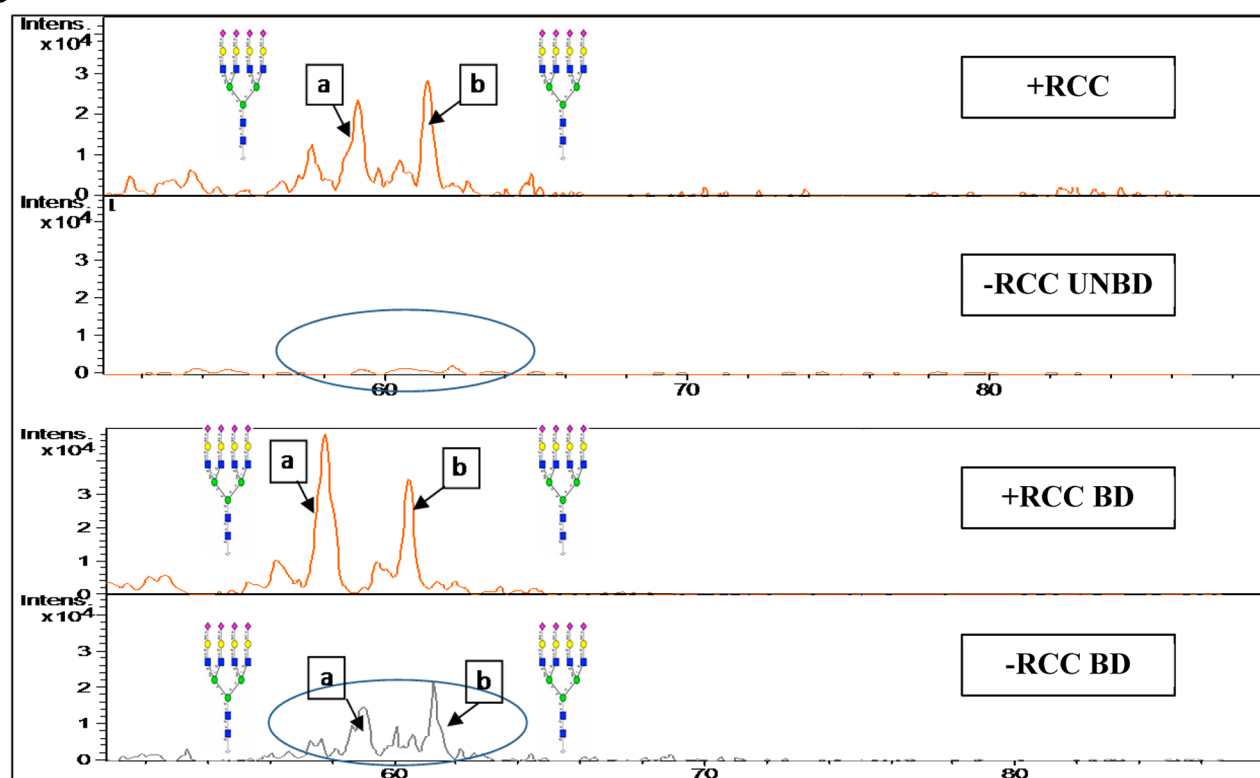 Intens.
x10⁴
a
b
+RCC
3
2
1
0
Intens.
x10⁴
3
-RCC UNBD
2
1
0
60
70
80
Intens.
x10⁴
a
b
3
+RCC BD
2
1
0
Intens.
x10⁴
3
-RCC BD
a
b
2
1
0
60
70
80